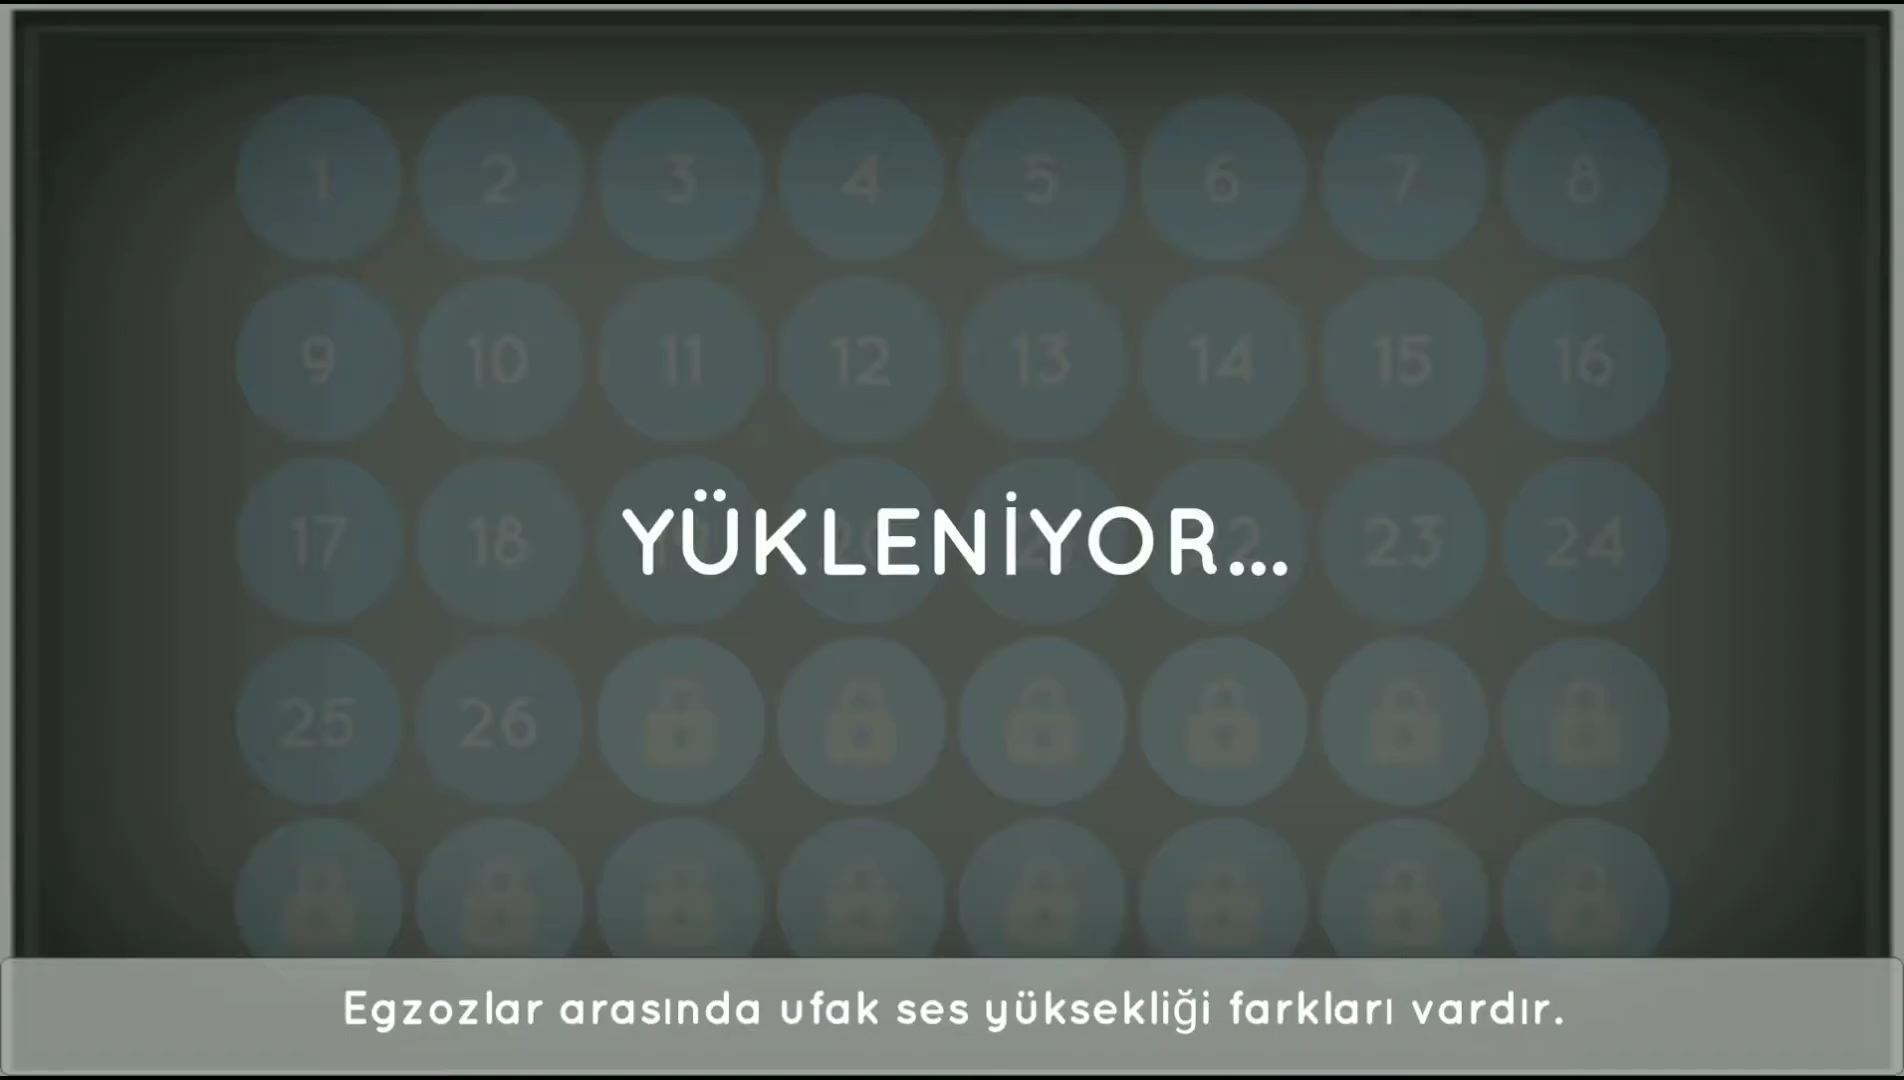 1 2 3 4 5 6 7 8
9 10 11 12 13 14 15 16
17 18 23 24
YÜKLENİYOR...
25 26
Egzozlar arasında ufak ses yüksekliği farkları vardır.